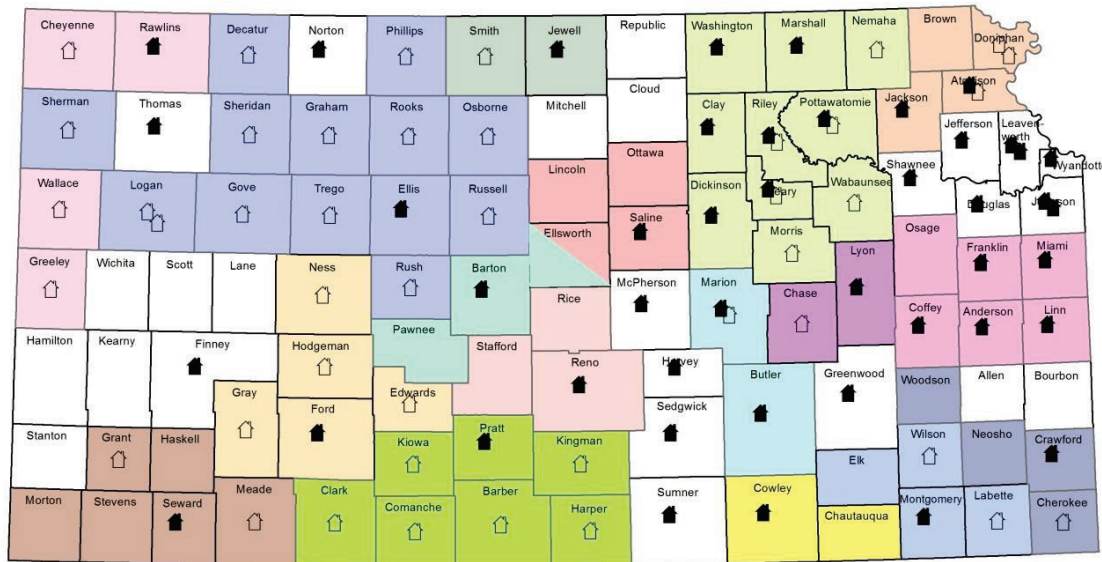 Cheyenne
Rawlins
Decatur
Norton
Phillips
Smith
Jewell
Republic
Washington
Marshall
Nemaha
Brown
Doniphan
Sherman
Thomas
Sheridan
Graham
Rooks
Osborne
Mitchell
Cloud
Clay
Riley
Pottawatomie
Jackson
Atchison
Jefferson
Leaven-
worth
Wyandotte
Wallace
Logan
Gove
Trego
Ellis
Russell
Lincoln
Ottawa
Saline
Dickinson
Geary
Wabaunsee
Shawnee
Douglas
Johnson
Greeley
Wichita
Scott
Lane
Ness
Rush
Barton
Ellsworth
Rice
McPherson
Marion
Morris
Chase
Lyon
Osage
Franklin
Miami
Hamilton
Kearny
Finney
Hodgeman
Pawnee
Stafford
Reno
Harvey
Butler
Greenwood
Coffey
Anderson
Linn
Gray
Ford
Edwards
Sedgwick
Woodson
Allen
Bourbon
Stanton
Grant
Haskell
Kiowa
Pratt
Kingman
Elk
Wilson
Neosho
Crawford
Morton
Stevens
Seward
Meade
Clark
Comanche
Barber
Harper
Sumner
Cowley
Chautauqua
Montgomery
Labette
Cherokee